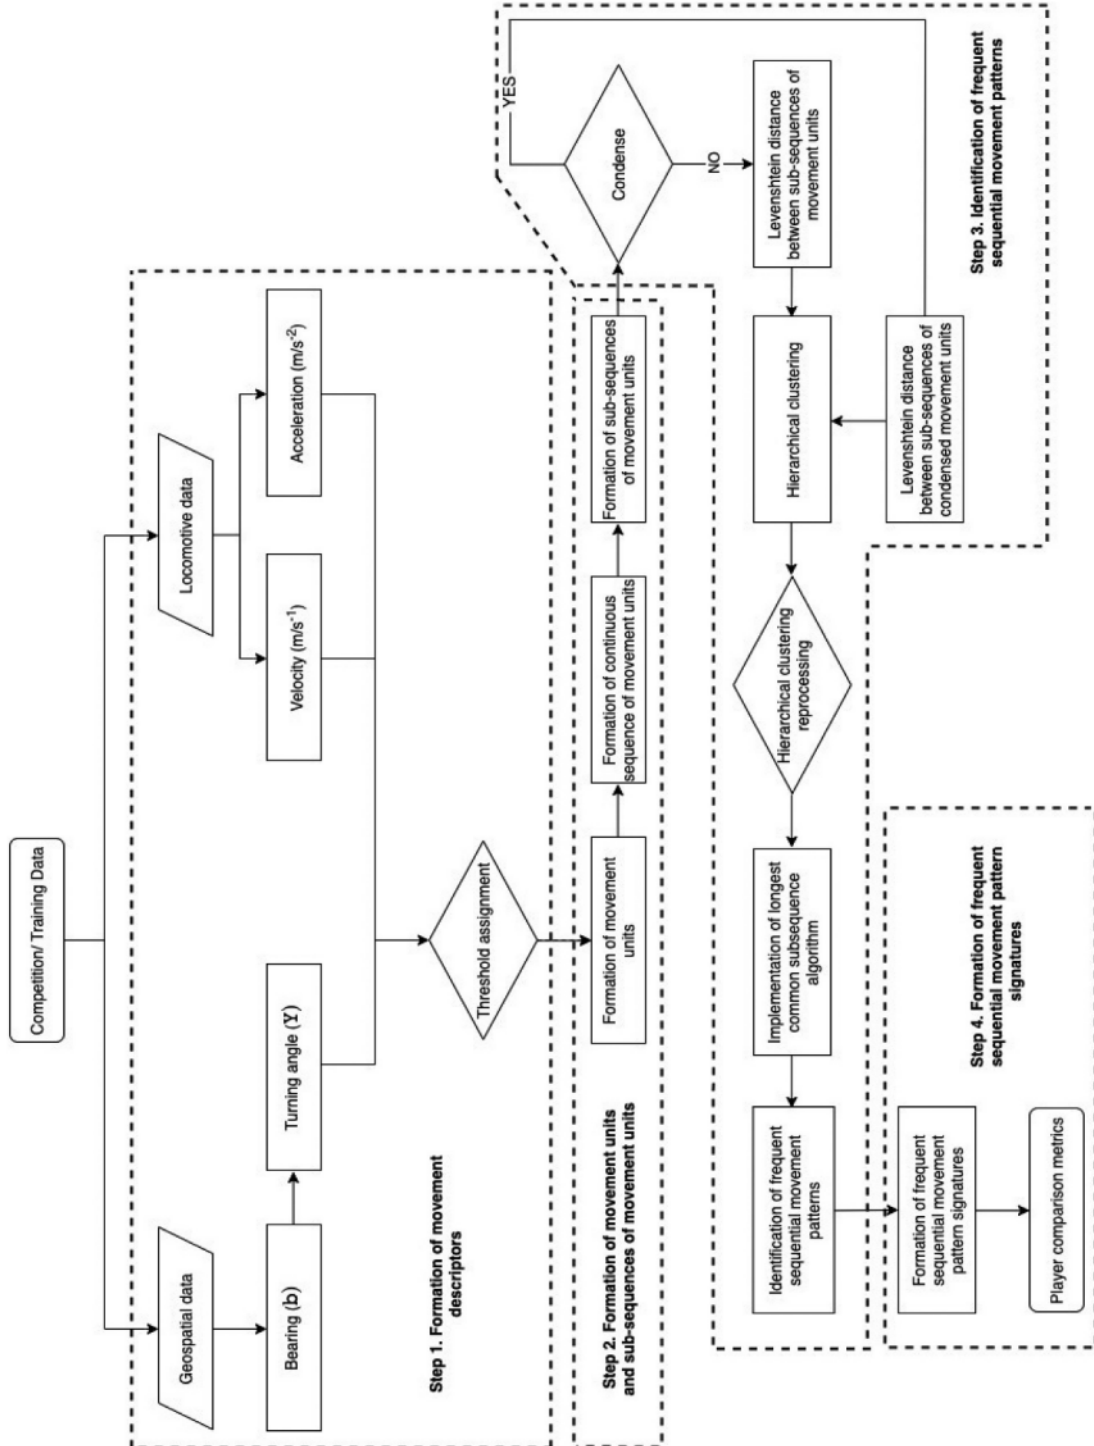 Competition/ Training Data
Geospatial data
Locomotive data
Bearing (b)
Turning angle (Y)
Velocity (m/s-1)
Acceleration (m/s-2)
Threshold assignment
Step 1. Formation of movement
descriptors
Formation of movement
units
Formation of continuous
sequence of movement units
Formation of sub-sequences
of movement units
Step 2. Formation of movement units
and sub-sequences of movement units
Condense
YES
NO
Levenshtein distance
between sub-sequences of
movement units
Hierarchical clustering
Levenshtein distance
between sub-sequences of
condensed movement units
Hierarchical clustering
reprocessing
Implementation of longest
common subsequence
algorithm
Identification of frequent
sequential movement
patterns
Step 3. Identification of frequent
sequential movement patterns
Formation of frequent
sequential movement
pattern signatures
Player comparison metrics
Step 4. Formation of frequent
sequential movement pattern
signatures